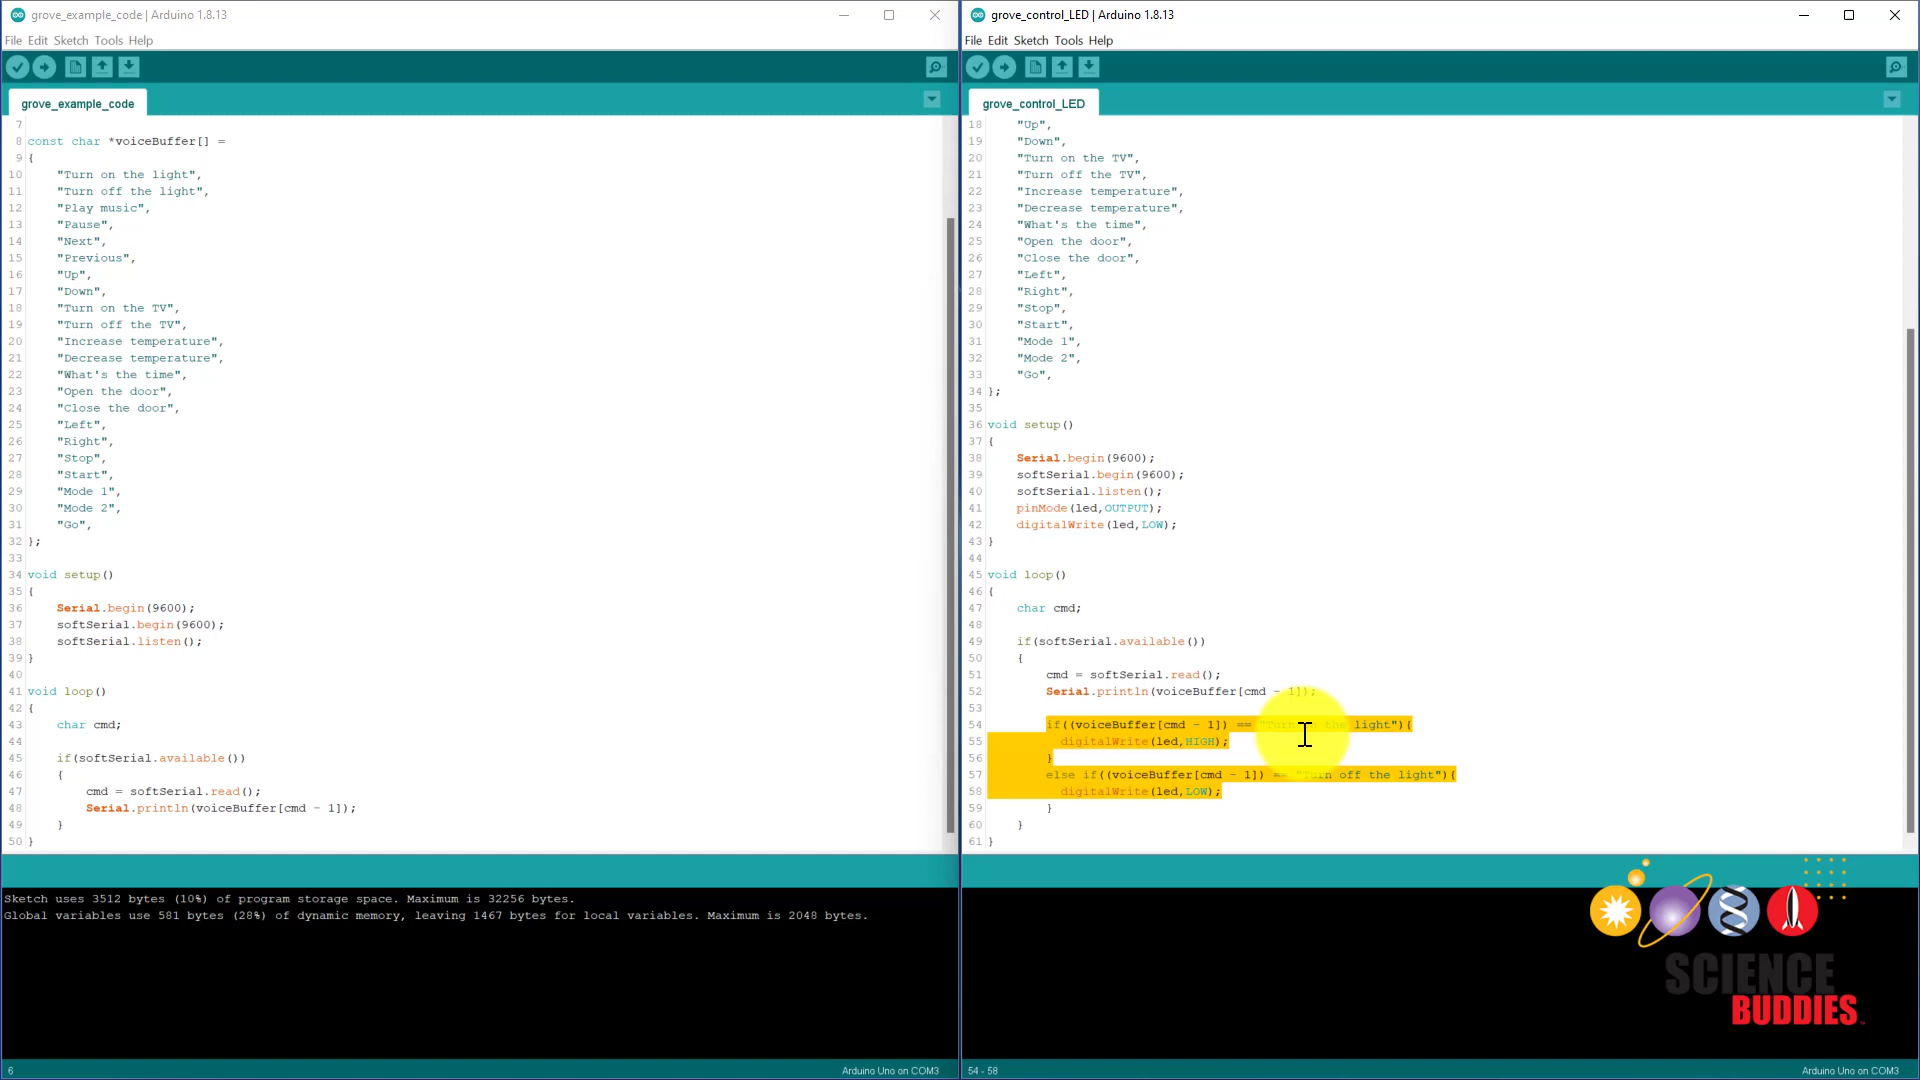 grove_example_code | Arduino 1.8.13
File Edit Sketch Tools Help
grove_example_code
7
8 const char *voiceBuffer[] =
9 {
10 "Turn on the light",
11 "Turn off the light",
12 "Play music",
13 "Pause",
14 "Next",
15 "Previous",
16 "Up",
17 "Down",
18 "Turn on the TV",
19 "Turn off the TV",
20 "Increase temperature",
21 "Decrease temperature",
22 "What's the time",
23 "Open the door",
24 "Close the door",
25 "Left",
26 "Right",
27 "Stop",
28 "Start",
29 "Mode 1",
30 "Mode 2",
31 "Go",
32 };
33
34 void setup()
35 {
36 Serial.begin(9600);
37 softSerial.begin(9600);
38 softSerial.listen();
39 }
40
41 void loop()
42 {
43 char cmd;
44
45 if(softSerial.available())
46 {
47 cmd = softSerial.read();
48 Serial.println(voiceBuffer[cmd - 1]);
49 }
50 }
Sketch uses 3512 bytes (10%) of program storage space. Maximum is 32256 bytes.
Global variables use 581 bytes (28%) of dynamic memory, leaving 1467 bytes for local variables. Maximum is 2048 bytes.
6
Arduino Uno on COM3
grove_control_LED | Arduino 1.8.13
File Edit Sketch Tools Help
grove_control_LED
18 "Up",
19 "Down",
20 "Turn on the TV",
21 "Turn off the TV",
22 "Increase temperature",
23 "Decrease temperature",
24 "What's the time",
25 "Open the door",
26 "Close the door",
27 "Left",
28 "Right",
29 "Stop",
30 "Start",
31 "Mode 1",
32 "Mode 2",
33 "Go",
34 };
35
36 void setup()
37 {
38 Serial.begin(9600);
39 softSerial.begin(9600);
40 softSerial.listen();
41 pinMode(led,OUTPUT);
42 digitalWrite(led,LOW);
43 }
44
45 void loop()
46 {
47 char cmd;
48
49 if(softSerial.available())
50 {
51 cmd = softSerial.read();
52 Serial.println(voiceBuffer[cmd - 1]);
53
54 if((voiceBuffer[cmd - 1]) == "Turn on the light"){
55 digitalWrite(led,HIGH);
56 }
57 else if((voiceBuffer[cmd - 1]) == "Turn off the light"){
58 digitalWrite(led,LOW);
59 }
60 }
61 }
SCIENCE
BUDDIES
54 - 58
Arduino Uno on COM3